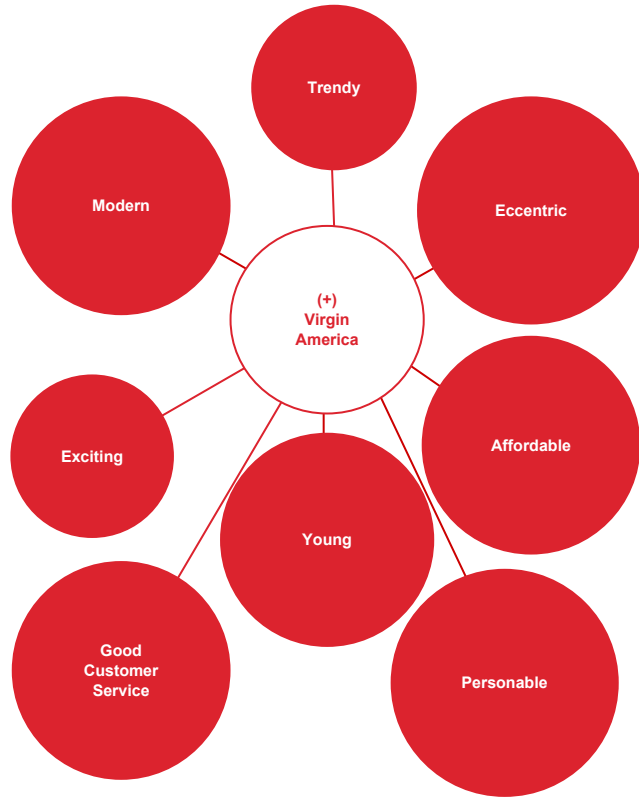 Trendy
Modern
Eccentric
(+)
Virgin
America
Affordable
Exciting
Young
Good
Customer
Service
Personable